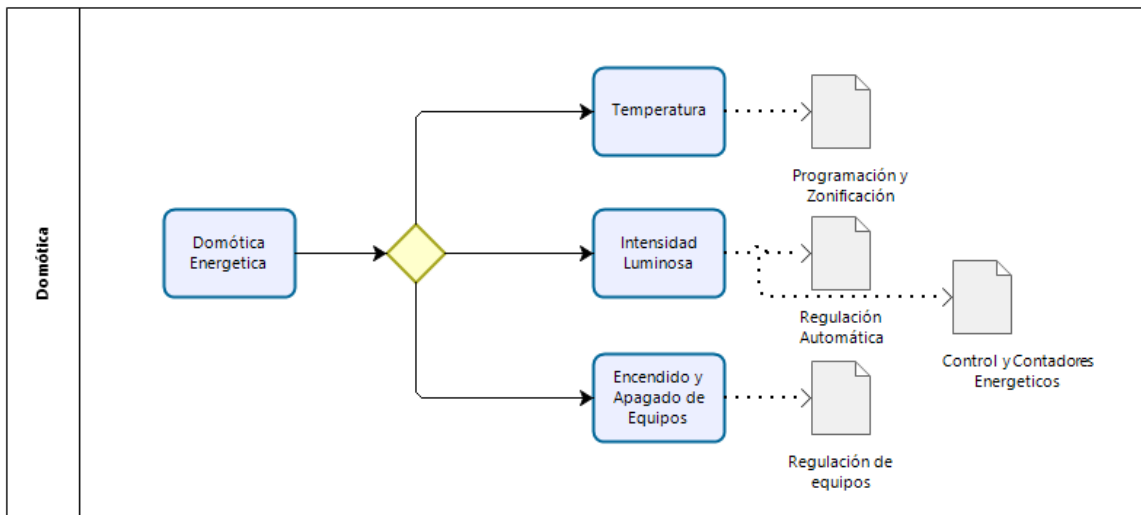 Domótica
Domótica
Energetica
Temperatura
Programación y
Zonificación
Intensidad
Luminosa
Regulación
Automática
Control y Contadores
Energeticos
Encendido y
Apagado de
Equipos
Regulación de
equipos